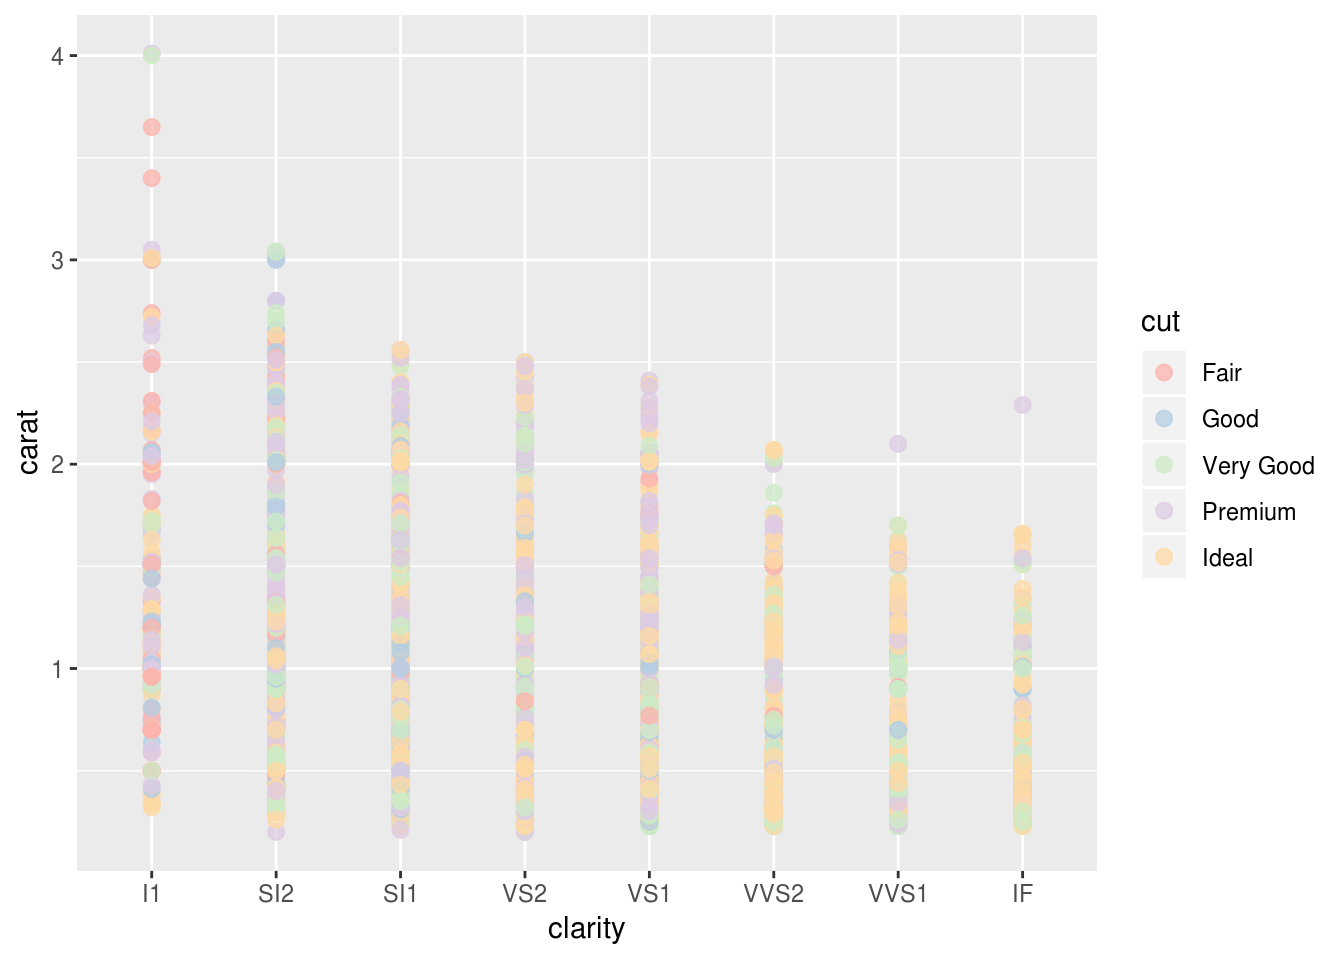 4
3
2
1
carat
I1 SI2 SI1 VS2 VS1 VVS2 VVS1 IF
clarity
cut
Fair
Good
Very Good
Premium
Ideal